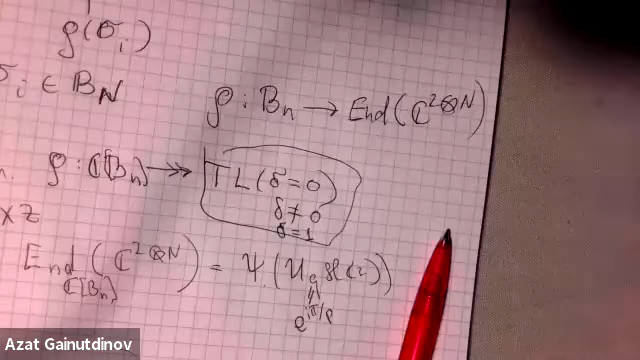 ρ(σ_i)
σ_i ∈ B_N
ρ : B_n → End(ℂ^{2⊗N})
ρ : ℂ[B_n] ↠ TL(δ=0)
δ≠0
δ=1
xz
End_{ℂ[B_n]}(ℂ^{2⊗N}) = Ψ(U_q sl(2))
e^{iπ/p}
Azat Gainutdinov